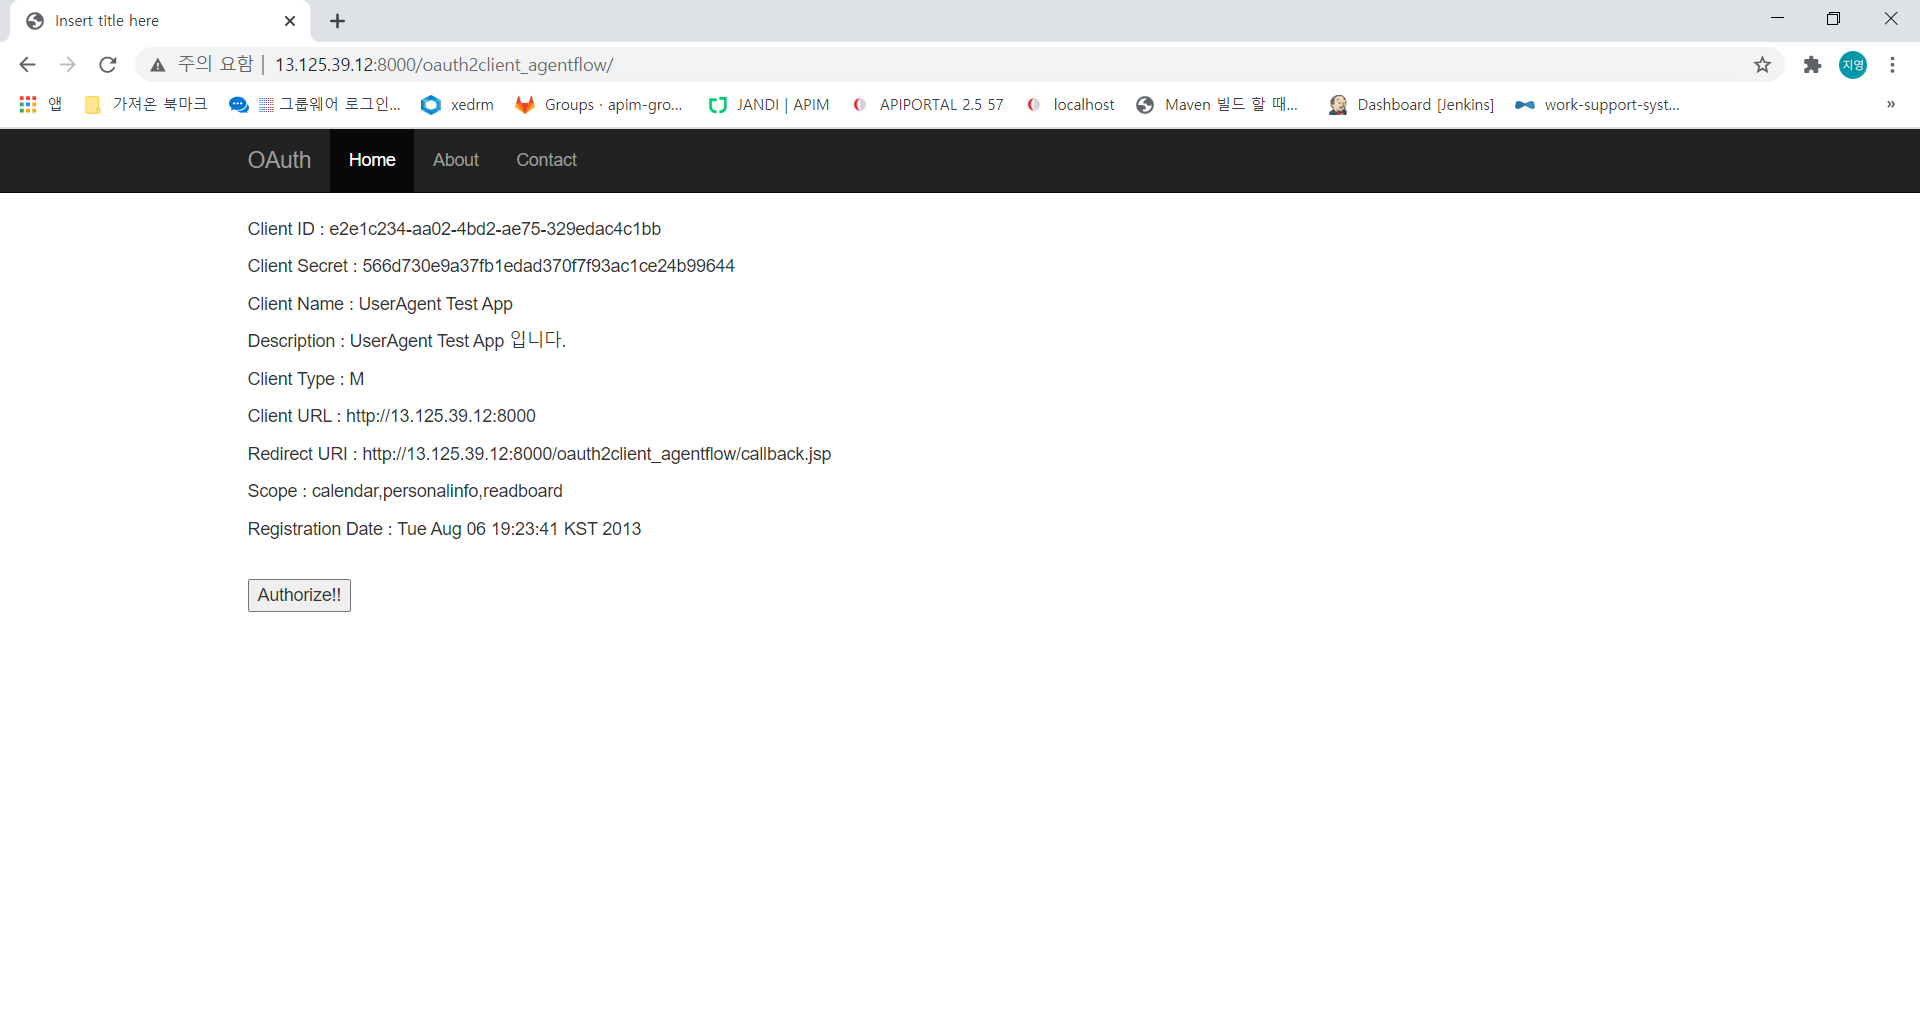 Insert title here
주의 요함 | 13.125.39.12:8000/oauth2client_agentflow/
지영
앱 가져온 북마크 그룹웨어 로그인... xedrm Groups · apim-gro... JANDI | APIM APIPORTAL 2.5 57 localhost Maven 빌드 할 때... Dashboard [Jenkins] work-support-syst... »
OAuth Home About Contact
Client ID : e2e1c234-aa02-4bd2-ae75-329edac4c1bb
Client Secret : 566d730e9a37fb1edad370f7f93ac1ce24b99644
Client Name : UserAgent Test App
Description : UserAgent Test App 입니다.
Client Type : M
Client URL : http://13.125.39.12:8000
Redirect URI : http://13.125.39.12:8000/oauth2client_agentflow/callback.jsp
Scope : calendar,personalinfo,readboard
Registration Date : Tue Aug 06 19:23:41 KST 2013
Authorize!!